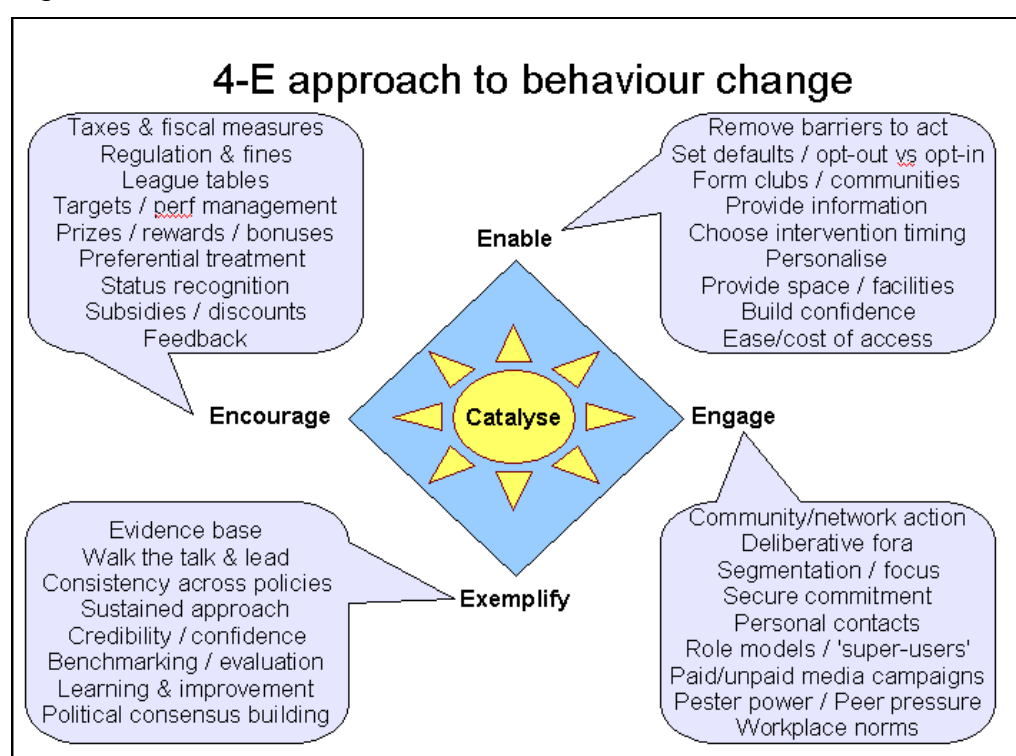 4-E approach to behaviour change
Taxes & fiscal measures
Regulation & fines
League tables
Targets / perf management
Prizes / rewards / bonuses
Preferential treatment
Status recognition
Subsidies / discounts
Feedback
Remove barriers to act
Set defaults / opt-out vs opt-in
Form clubs / communities
Provide information
Choose intervention timing
Personalise
Provide space / facilities
Build confidence
Ease/cost of access
Enable
Encourage
Catalyse
Engage
Exemplify
Evidence base
Walk the talk & lead
Consistency across policies
Sustained approach
Credibility / confidence
Benchmarking / evaluation
Learning & improvement
Political consensus building
Community/network action
Deliberative fora
Segmentation / focus
Secure commitment
Personal contacts
Role models / 'super-users'
Paid/unpaid media campaigns
Pester power / Peer pressure
Workplace norms